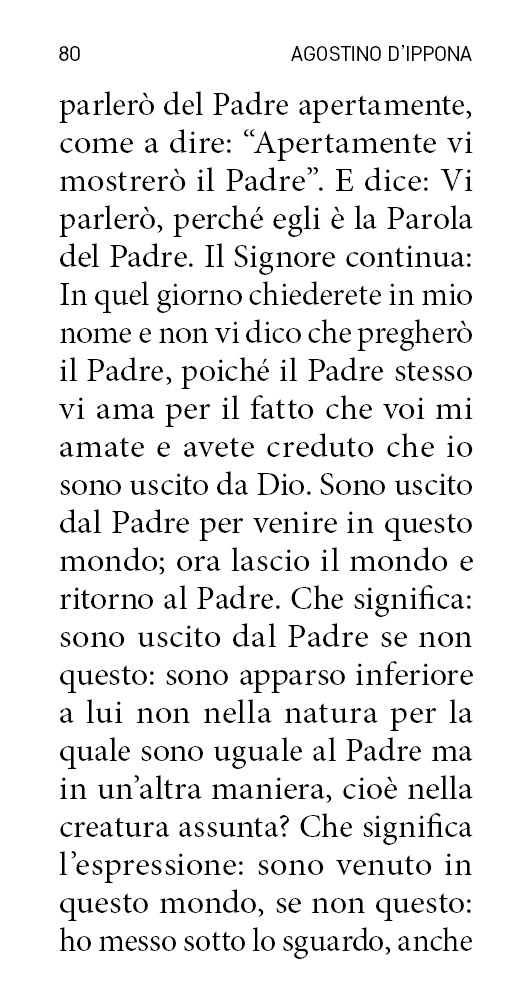 80 AGOSTINO D’IPPONA
parlerò del Padre apertamente,
come a dire: “Apertamente vi
mostrerò il Padre”. E dice: Vi
parlerò, perché egli è la Parola
del Padre. Il Signore continua:
In quel giorno chiederete in mio
nome e non vi dico che pregherò
il Padre, poiché il Padre stesso
vi ama per il fatto che voi mi
amate e avete creduto che io
sono uscito da Dio. Sono uscito
dal Padre per venire in questo
mondo; ora lascio il mondo e
ritorno al Padre. Che significa:
sono uscito dal Padre se non
questo: sono apparso inferiore
a lui non nella natura per la
quale sono uguale al Padre ma
in un’altra maniera, cioè nella
creatura assunta? Che significa
l’espressione: sono venuto in
questo mondo, se non questo:
ho messo sotto lo sguardo, anche